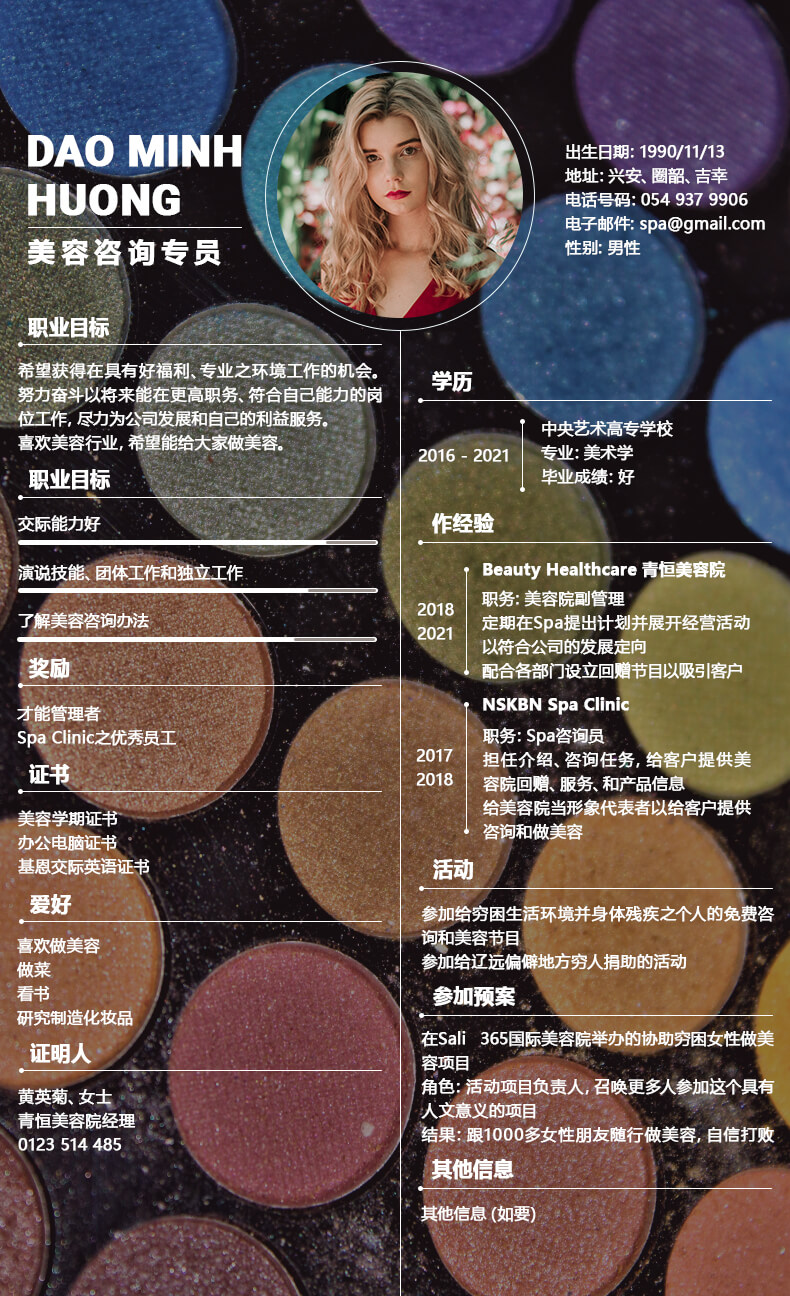 DAO MINH
HUONG
美容咨询专员
出生日期: 1990/11/13
地址: 兴安、圈韶、吉幸
电话号码: 054 937 9906
电子邮件: spa@gmail.com
性别: 男性
职业目标
希望获得在具有好福利、专业之环境工作的机会。
努力奋斗以将来能在更高职务、符合自己能力的岗
位工作, 尽力为公司发展和自己的利益服务。
喜欢美容行业, 希望能给大家做美容。
职业目标
交际能力好
演说技能、团体工作和独立工作
了解美容咨询办法
奖励
才能管理者
Spa Clinic之优秀员工
证书
美容学期证书
办公电脑证书
基恩交际英语证书
爱好
喜欢做美容
做菜
看书
研究制造化妆品
证明人
黄英菊、女士
青恒美容院经理
0123 514 485
学历
2016 - 2021
中央艺术高专学校
专业: 美术学
毕业成绩: 好
作经验
2018
2021
Beauty Healthcare 青恒美容院
职务: 美容院副管理
定期在Spa提出计划并展开经营活动
以符合公司的发展定向
配合各部门设立回赠节目以吸引客户
2017
2018
NSKBN Spa Clinic
职务: Spa咨询员
担任介绍、咨询任务, 给客户提供美
容院回赠、服务、和产品信息
给美容院当形象代表者以给客户提供
咨询和做美容
活动
参加给穷困生活环境并身体残疾之个人的免费咨
询和美容节目
参加给辽远偏僻地方穷人捐助的活动
参加预案
在Sali 365国际美容院举办的协助穷困女性做美
容项目
角色: 活动项目负责人, 召唤更多人参加这个具有
人文意义的项目
结果: 跟1000多女性朋友随行做美容, 自信打败
其他信息
其他信息 (如要)